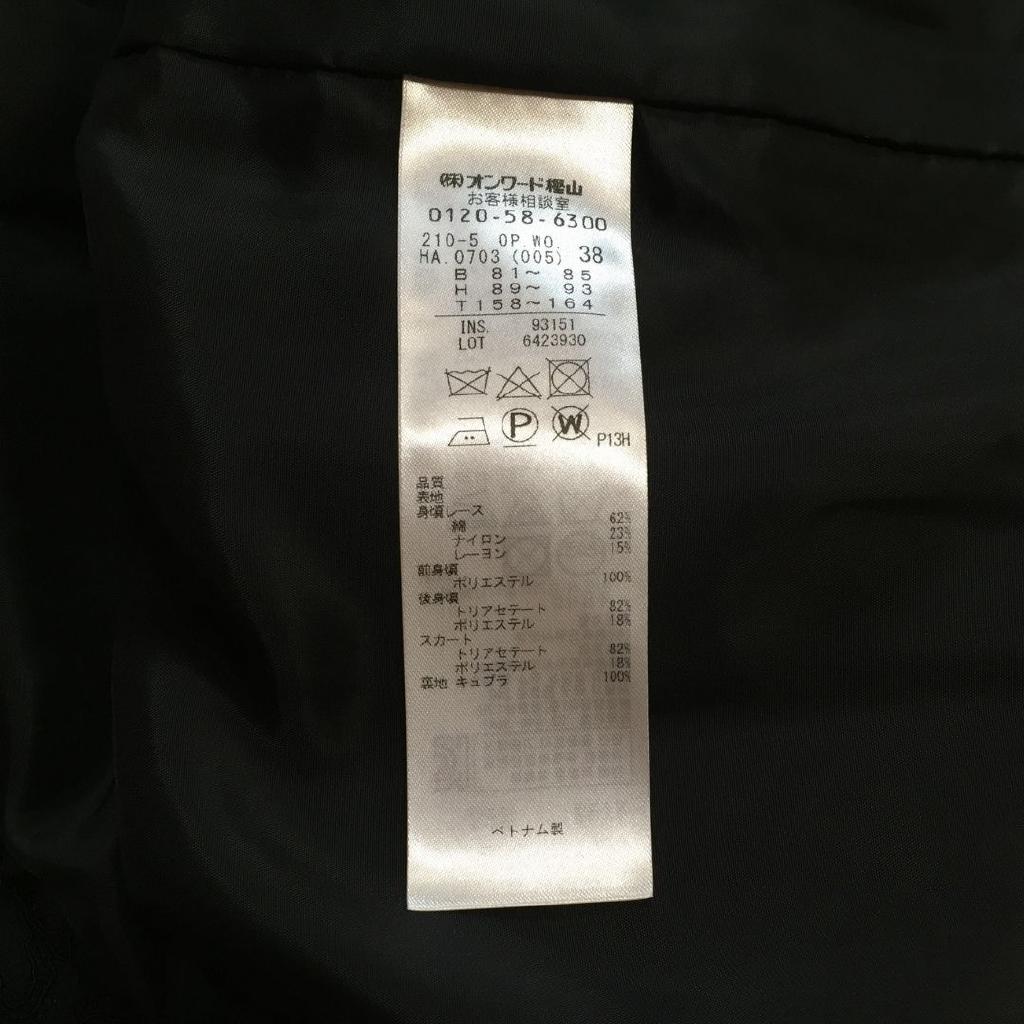 ㈱オンワード樫山
お客様相談室
0120-58-6300
210-5 OP.WO.
HA.0703 (005) 38
B 81～ 85
H 89～ 93
T158～164
INS. 93151
LOT 6423930
P W P13H
品質
表地
身頃レース
綿 62%
ナイロン 23%
レーヨン 15%
前身頃
ポリエステル 100%
後身頃
トリアセテート 82%
ポリエステル 18%
スカート
トリアセテート 82%
ポリエステル 18%
裏地 キュプラ 100%
ベトナム製